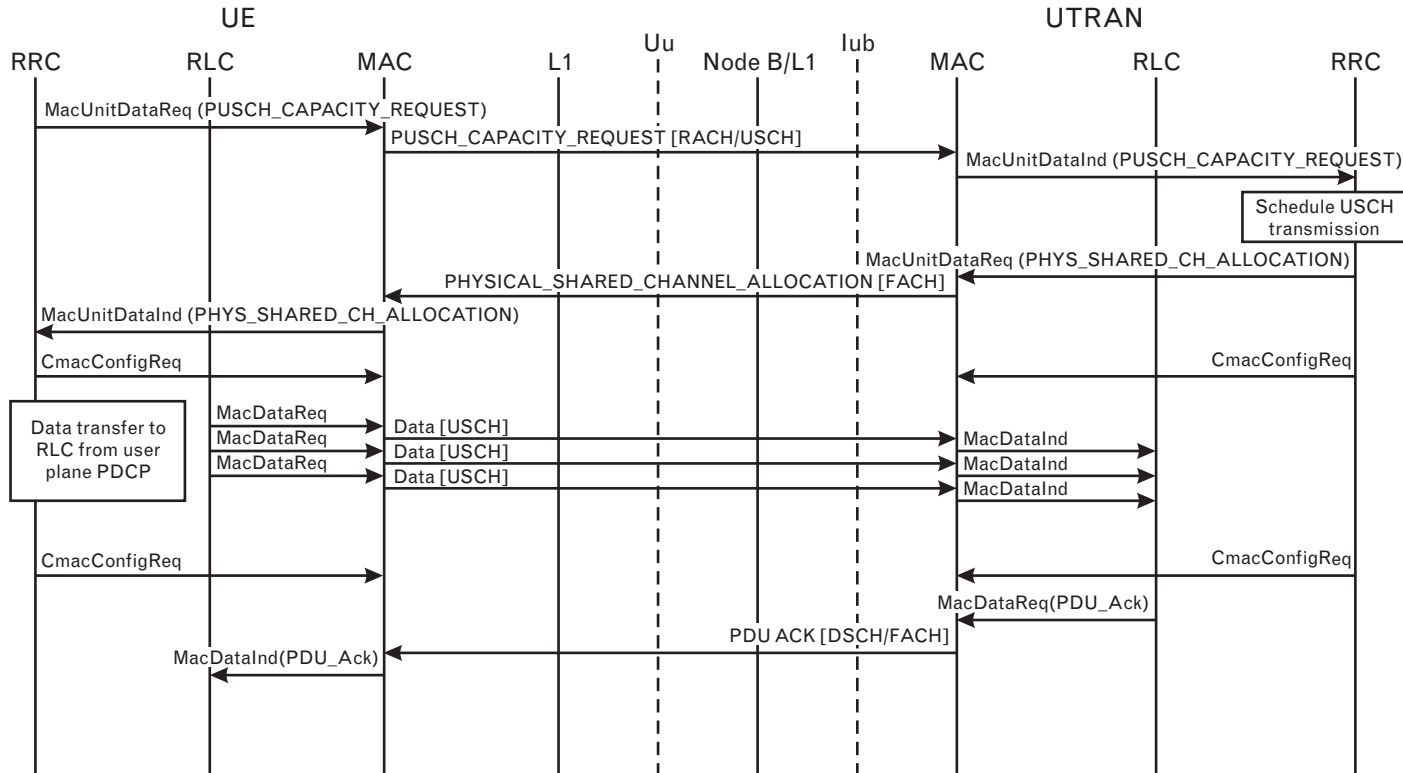 UE
UTRAN
Uu
Iub
RRC
RLC
MAC
L1
Node B/L1
MAC
RLC
RRC
MacUnitDataReq (PUSCH_CAPACITY_REQUEST)
PUSCH_CAPACITY_REQUEST [RACH/USCH]
MacUnitDataInd (PUSCH_CAPACITY_REQUEST)
Schedule USCH
transmission
MacUnitDataReq (PHYS_SHARED_CH_ALLOCATION)
PHYSICAL_SHARED_CHANNEL_ALLOCATION [FACH]
MacUnitDataInd (PHYS_SHARED_CH_ALLOCATION)
CmacConfigReq
CmacConfigReq
Data transfer to
RLC from user
plane PDCP
MacDataReq
Data [USCH]
MacDataInd
MacDataReq
Data [USCH]
MacDataInd
MacDataReq
Data [USCH]
MacDataInd
CmacConfigReq
CmacConfigReq
MacDataReq(PDU_Ack)
PDU ACK [DSCH/FACH]
MacDataInd(PDU_Ack)